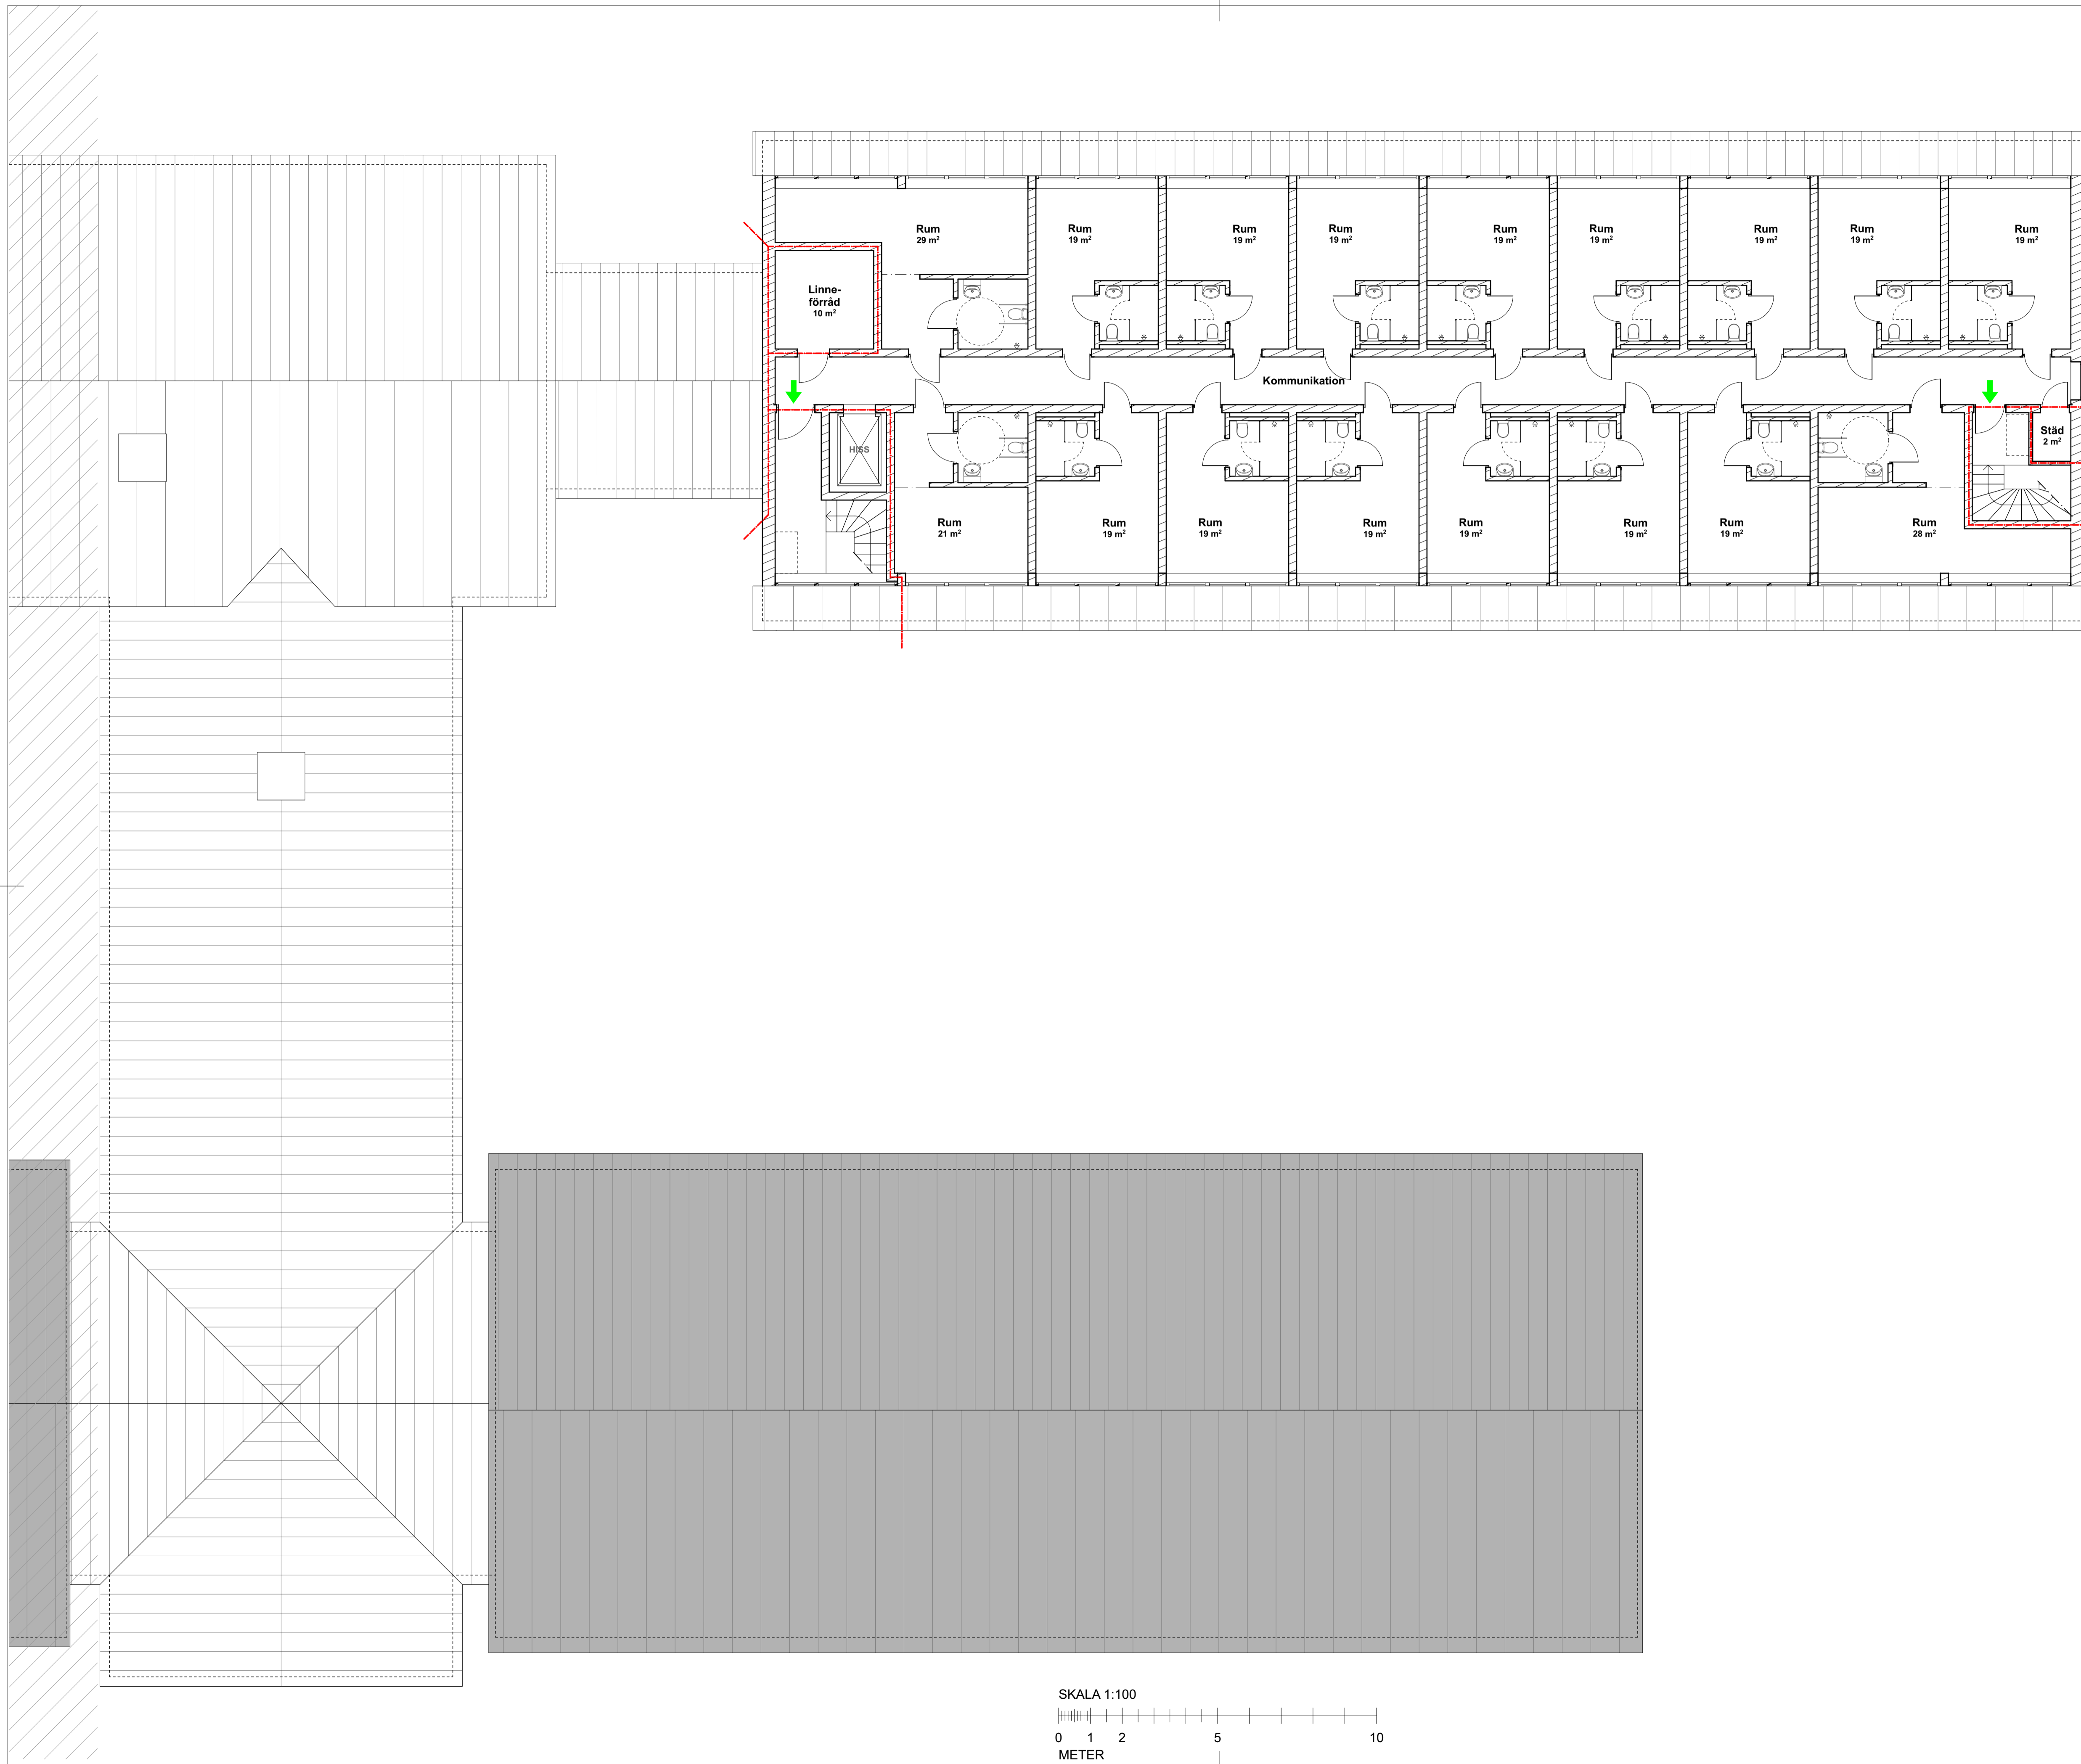 Rum
29 m²
Rum
19 m²
Rum
19 m²
Rum
19 m²
Rum
19 m²
Rum
19 m²
Rum
19 m²
Rum
19 m²
Rum
19 m²
Linne-
förråd
10 m²
Kommunikation
HISS
Städ
2 m²
Rum
21 m²
Rum
19 m²
Rum
19 m²
Rum
19 m²
Rum
19 m²
Rum
19 m²
Rum
19 m²
Rum
28 m²
SKALA 1:100
0 1 2 5 10
METER